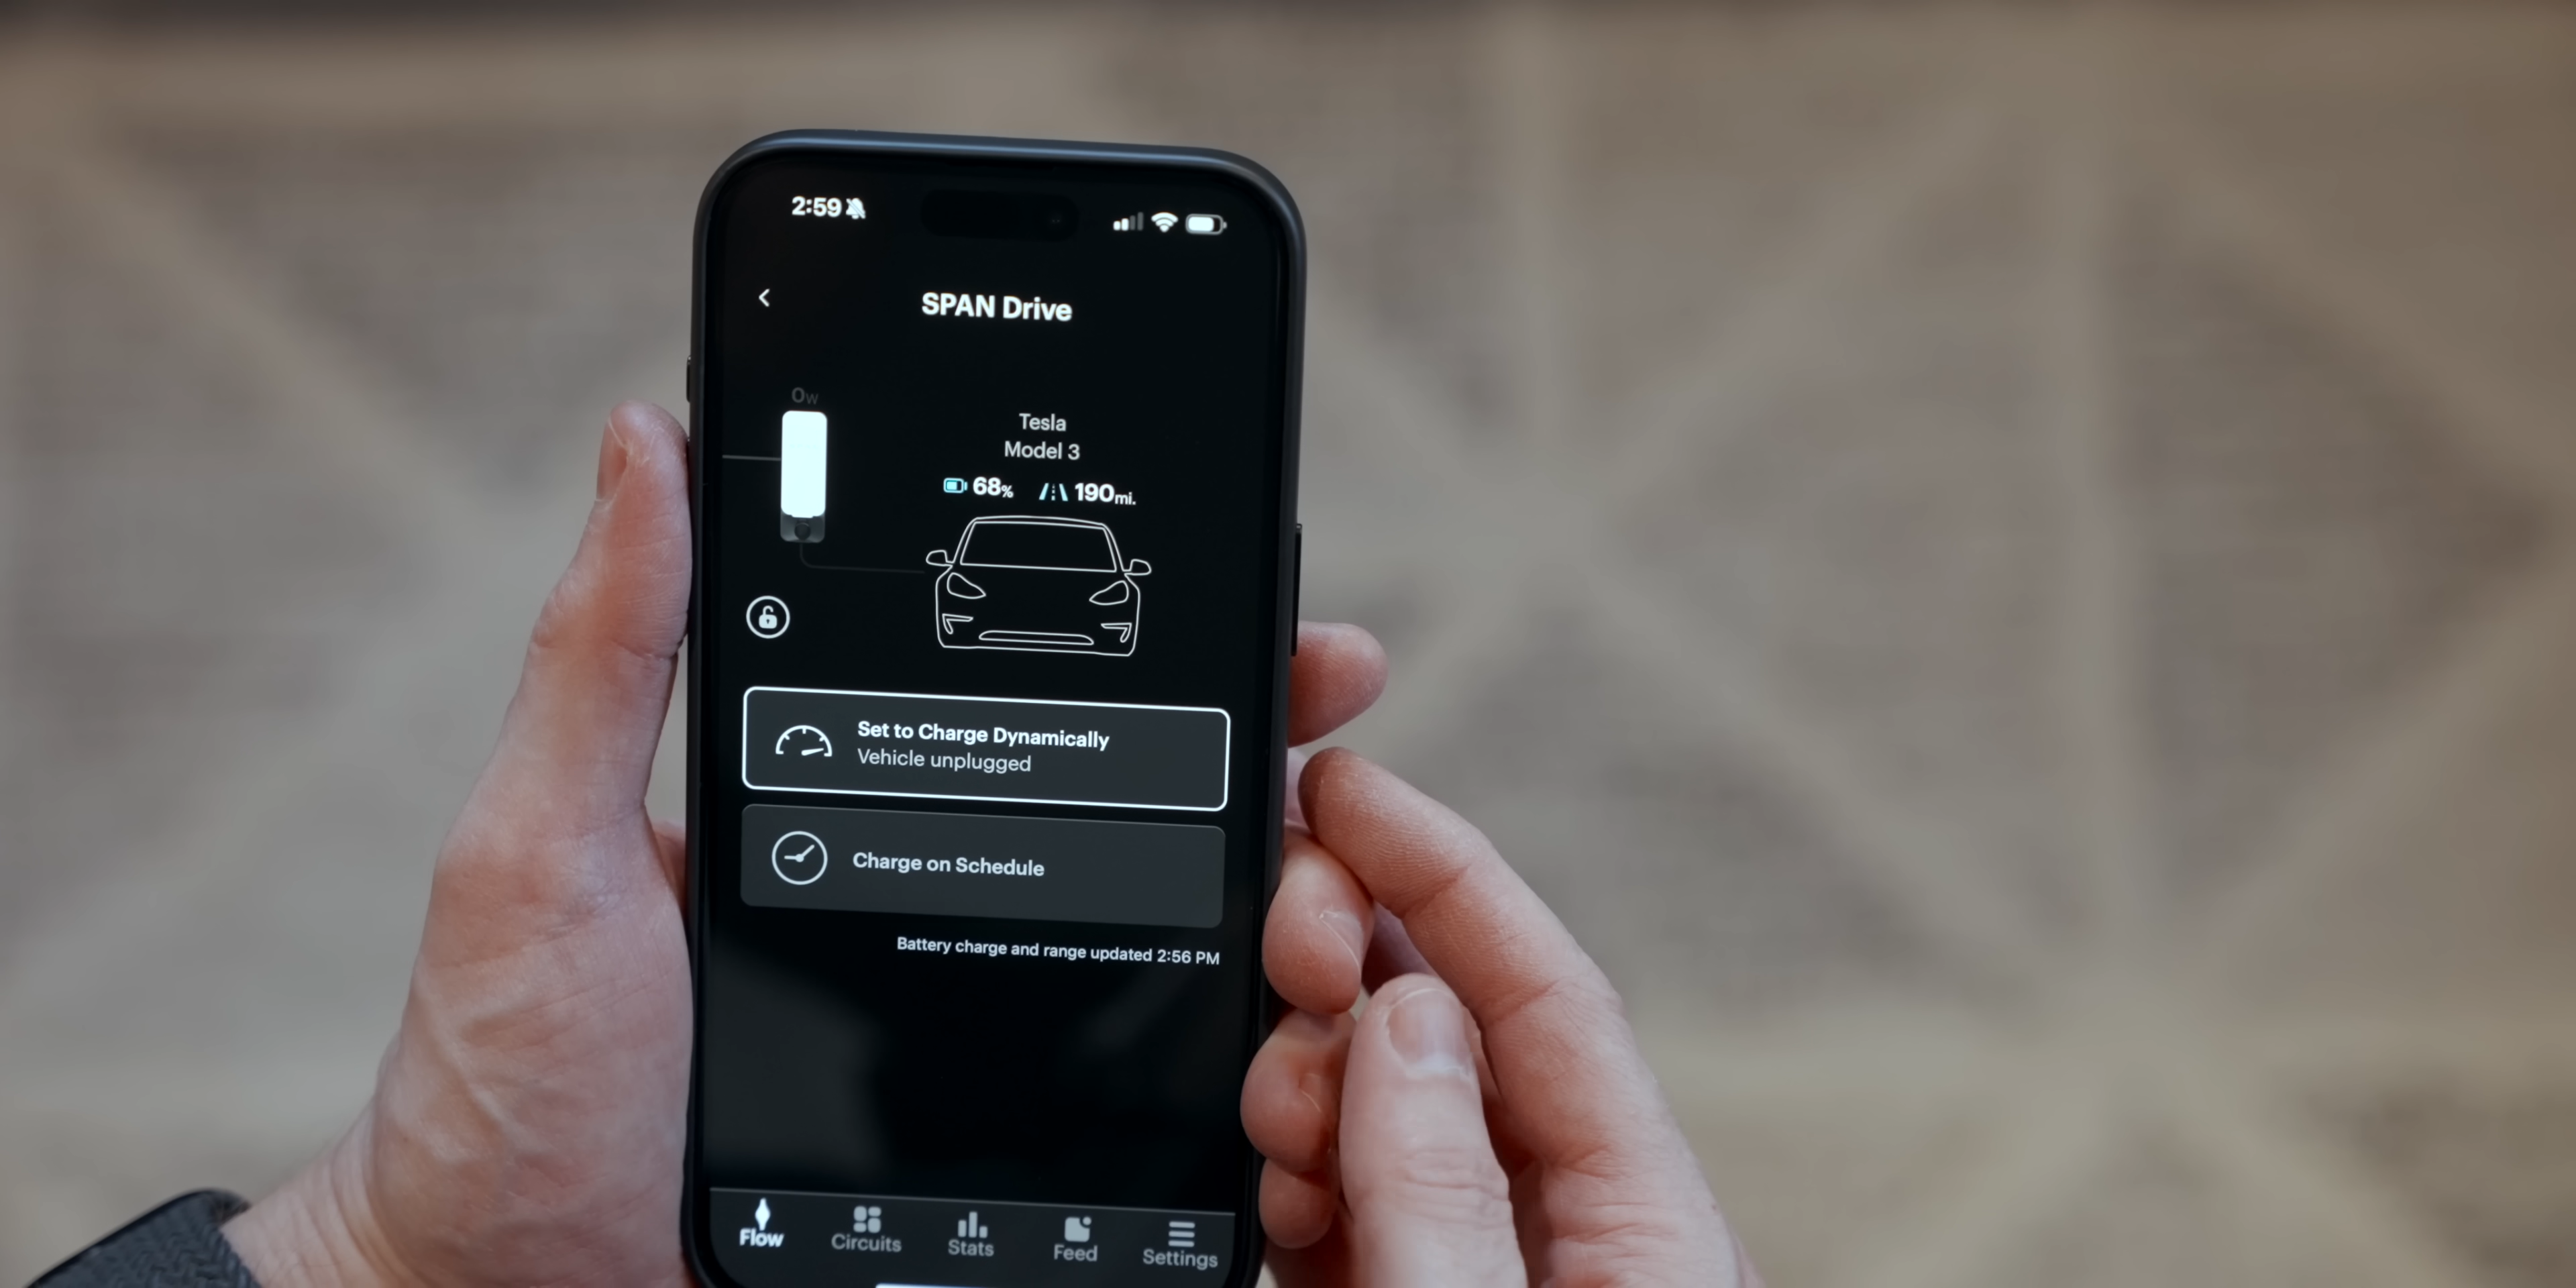 2:59
SPAN Drive
0w
Tesla
Model 3
68% 190mi.
Set to Charge Dynamically
Vehicle unplugged
Charge on Schedule
Battery charge and range updated 2:56 PM
Flow Circuits Stats Feed Settings